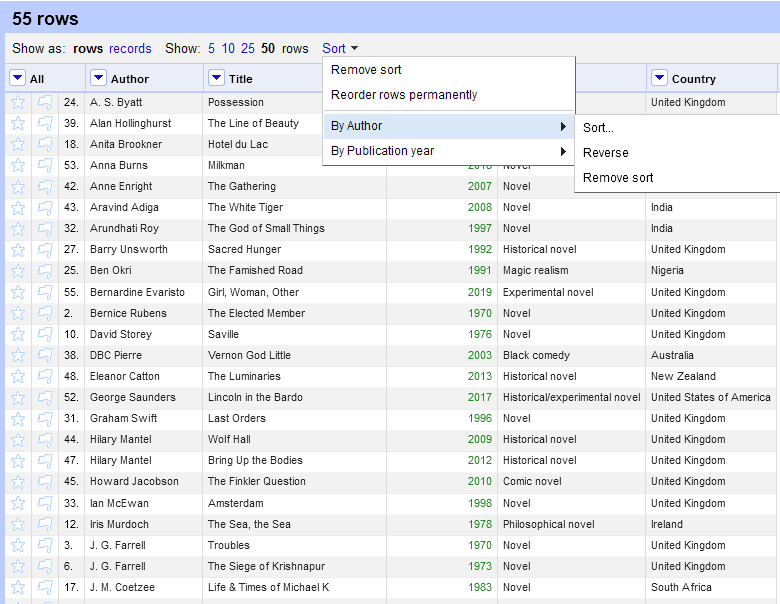 55 rows
Show as: rows records Show: 5 10 25 50 rows Sort
Remove sort
Reorder rows permanently
By Author
By Publication year
Sort...
Reverse
Remove sort
All Author Title Country
24. A. S. Byatt Possession United Kingdom
39. Alan Hollinghurst The Line of Beauty
18. Anita Brookner Hotel du Lac
53. Anna Burns Milkman
42. Anne Enright The Gathering 2007 Novel
43. Aravind Adiga The White Tiger 2008 Novel India
32. Arundhati Roy The God of Small Things 1997 Novel India
27. Barry Unsworth Sacred Hunger 1992 Historical novel United Kingdom
25. Ben Okri The Famished Road 1991 Magic realism Nigeria
55. Bernardine Evaristo Girl, Woman, Other 2019 Experimental novel United Kingdom
2. Bernice Rubens The Elected Member 1970 Novel United Kingdom
10. David Storey Saville 1976 Novel United Kingdom
38. DBC Pierre Vernon God Little 2003 Black comedy Australia
48. Eleanor Catton The Luminaries 2013 Historical novel New Zealand
52. George Saunders Lincoln in the Bardo 2017 Historical/experimental novel United States of America
31. Graham Swift Last Orders 1996 Novel United Kingdom
44. Hilary Mantel Wolf Hall 2009 Historical novel United Kingdom
47. Hilary Mantel Bring Up the Bodies 2012 Historical novel United Kingdom
45. Howard Jacobson The Finkler Question 2010 Comic novel United Kingdom
33. Ian McEwan Amsterdam 1998 Novel United Kingdom
12. Iris Murdoch The Sea, the Sea 1978 Philosophical novel Ireland
3. J. G. Farrell Troubles 1970 Novel United Kingdom
6. J. G. Farrell The Siege of Krishnapur 1973 Novel United Kingdom
17. J. M. Coetzee Life & Times of Michael K 1983 Novel South Africa